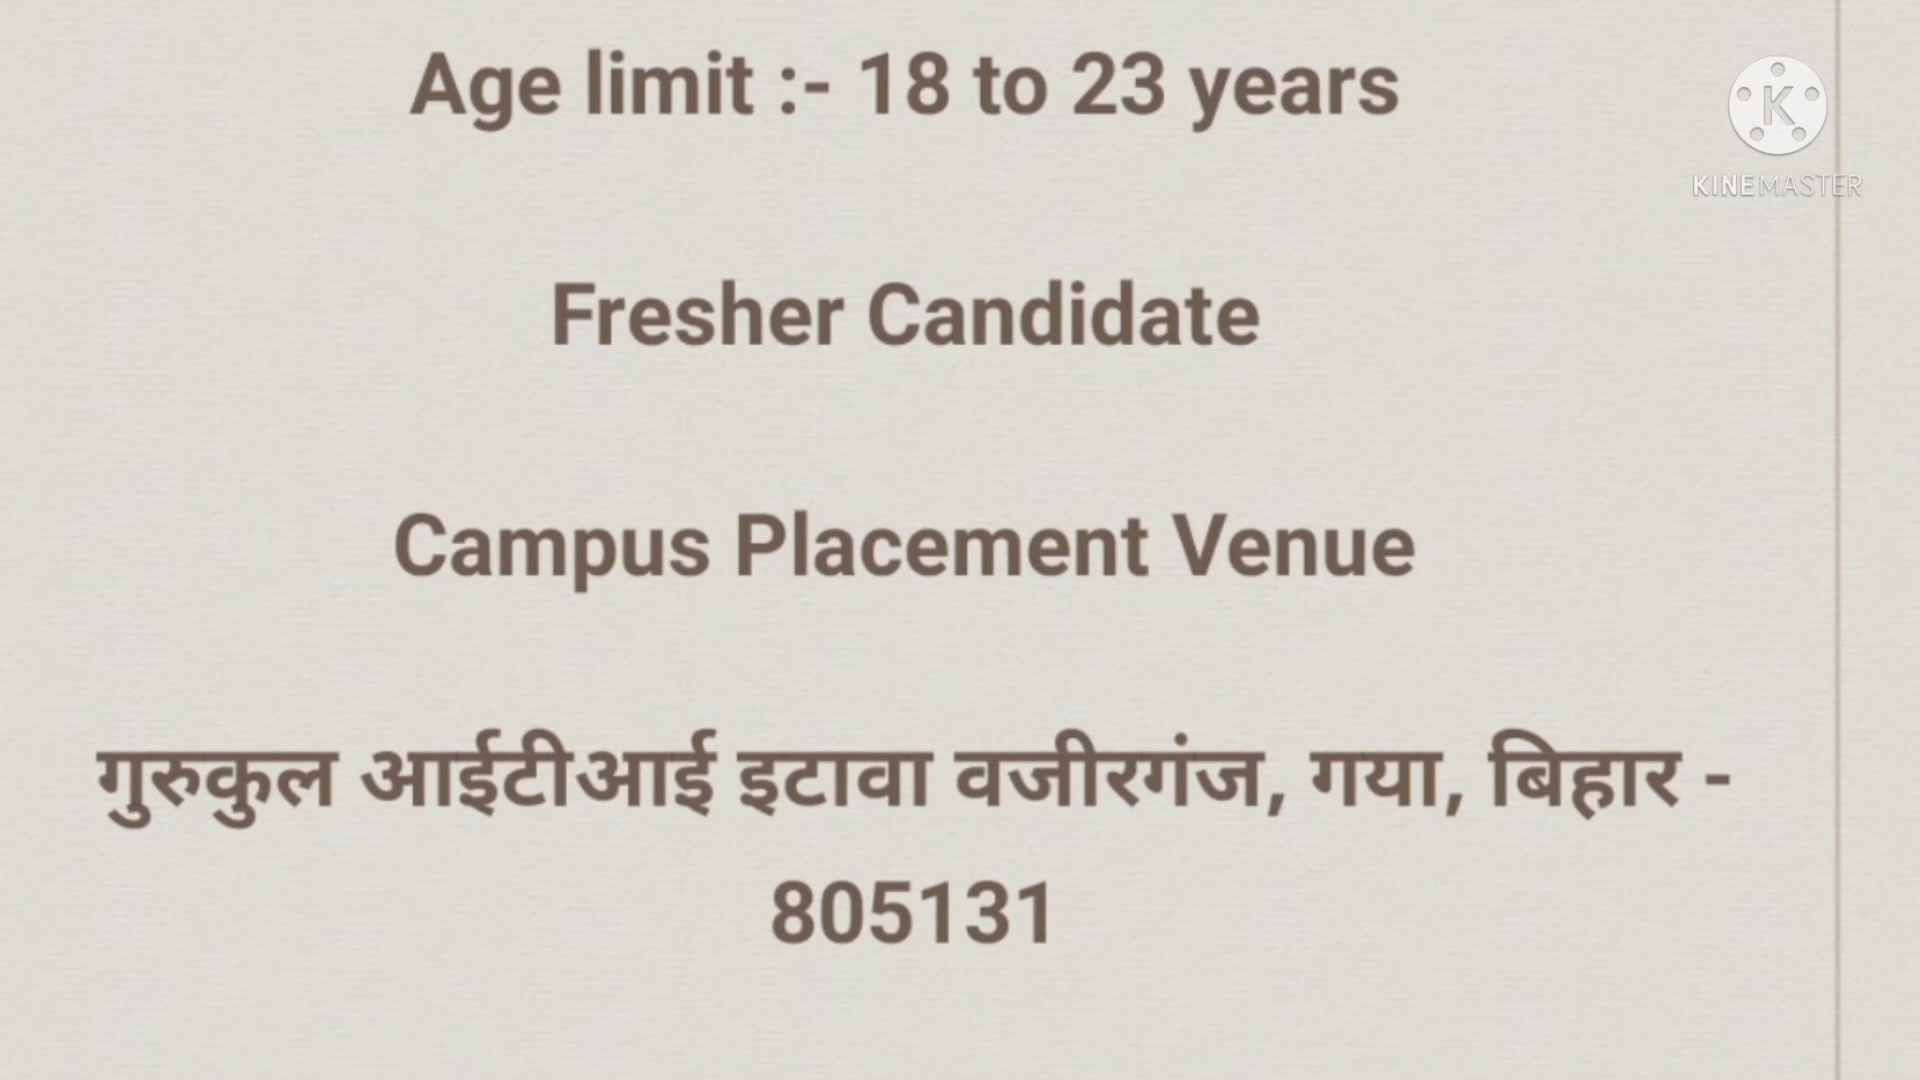 Age limit :- 18 to 23 years
KINEMASTER
Fresher Candidate
Campus Placement Venue
गुरुकुल आईटीआई इटावा वजीरगंज, गया, बिहार -
805131